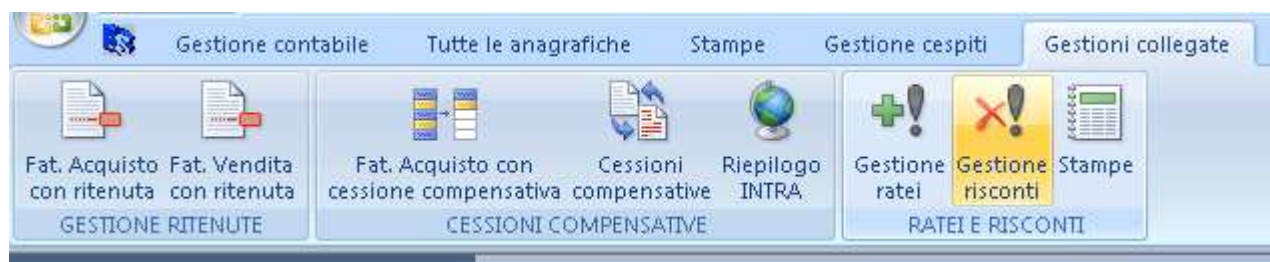 Gestione contabile Tutte le anagrafiche Stampe Gestione cespiti Gestioni collegate
Fat. Acquisto con ritenuta
Fat. Vendita con ritenuta
Fat. Acquisto con cessione compensativa
Cessioni compensative
Riepilogo INTRA
Gestione ratei
Gestione risconti
Stampe
GESTIONE RITENUTE CESSIONI COMPENSATIVE RATEI E RISCONTI